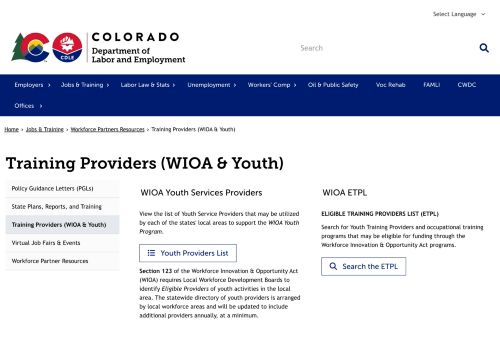 Select Language
COLORADO
Department of
Labor and Employment
CDLE
Search
Employers
Jobs & Training
Labor Law & Stats
Unemployment
Workers' Comp
Oil & Public Safety
Voc Rehab
FAMLI
CWDC
Offices
Home › Jobs & Training › Workforce Partners Resources › Training Providers (WIOA & Youth)
Training Providers (WIOA & Youth)
Policy Guidance Letters (PGLs)
State Plans, Reports, and Training
Training Providers (WIOA & Youth)
Virtual Job Fairs & Events
Workforce Partner Resources
WIOA Youth Services Providers
View the list of Youth Service Providers that may be utilized
by each of the states' local areas to support the WIOA Youth
Program.
Youth Providers List
Section 123 of the Workforce Innovation & Opportunity Act
(WIOA) requires Local Workforce Development Boards to
identify Eligible Providers of youth activities in the local
area. The statewide directory of youth providers is arranged
by local workforce areas and will be updated to include
additional providers annually, at a minimum.
WIOA ETPL
ELIGIBLE TRAINING PROVIDERS LIST (ETPL)
Search for Youth Training Providers and occupational training
programs that may be eligible for funding through the
Workforce Innovation & Opportunity Act programs.
Search the ETPL